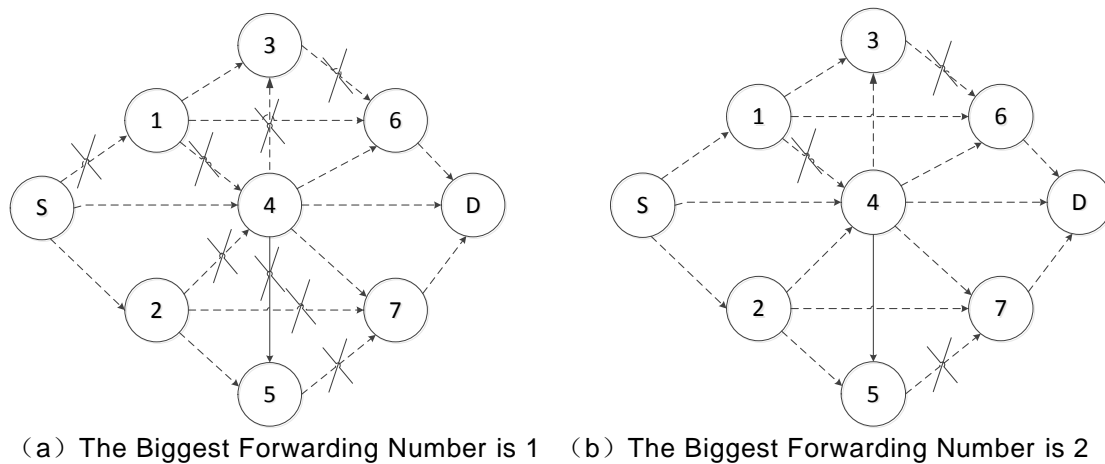 3
1
6
S
4
D
2
7
5
3
1
6
S
4
D
2
7
5
（a）The Biggest Forwarding Number is 1
（b）The Biggest Forwarding Number is 2